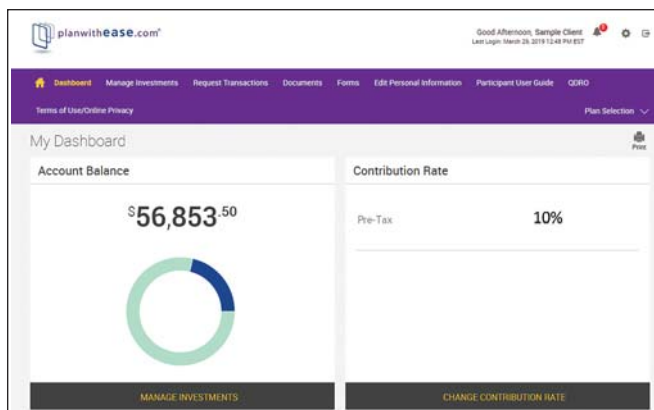 planwithease.com®
Good Afternoon, Sample Client
1
Last Login: March 29, 2019 12:48 PM EST
Dashboard Manage Investments Request Transactions Documents Forms Edit Personal Information Participant User Guide QDRO
Terms of Use/Online Privacy Plan Selection
My Dashboard
Print
Account Balance
$56,853.50
MANAGE INVESTMENTS
Contribution Rate
Pre-Tax 10%
CHANGE CONTRIBUTION RATE